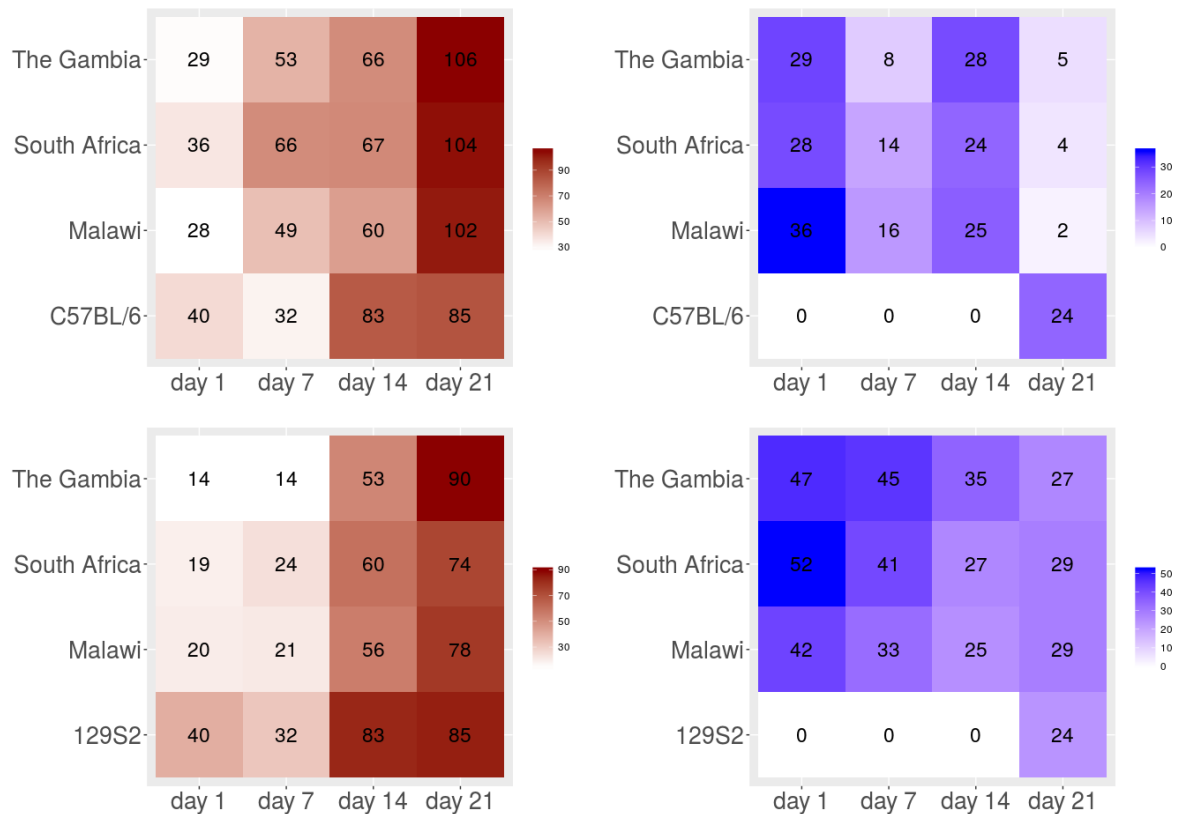 The Gambia 29 53 66 106
South Africa 36 66 67 104
Malawi 28 49 60 102
C57BL/6 40 32 83 85
day 1 day 7 day 14 day 21
90
70
50
30
The Gambia 29 8 28 5
South Africa 28 14 24 4
Malawi 36 16 25 2
C57BL/6 0 0 0 24
day 1 day 7 day 14 day 21
30
20
10
0
The Gambia 14 14 53 90
South Africa 19 24 60 74
Malawi 20 21 56 78
129S2 40 32 83 85
day 1 day 7 day 14 day 21
90
70
50
30
The Gambia 47 45 35 27
South Africa 52 41 27 29
Malawi 42 33 25 29
129S2 0 0 0 24
day 1 day 7 day 14 day 21
50
40
30
20
10
0